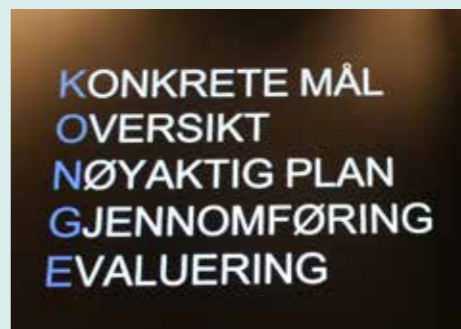 KONKRETE MÅL
OVERSIKT
NØYAKTIG PLAN
GJENNOMFØRING
EVALUERING